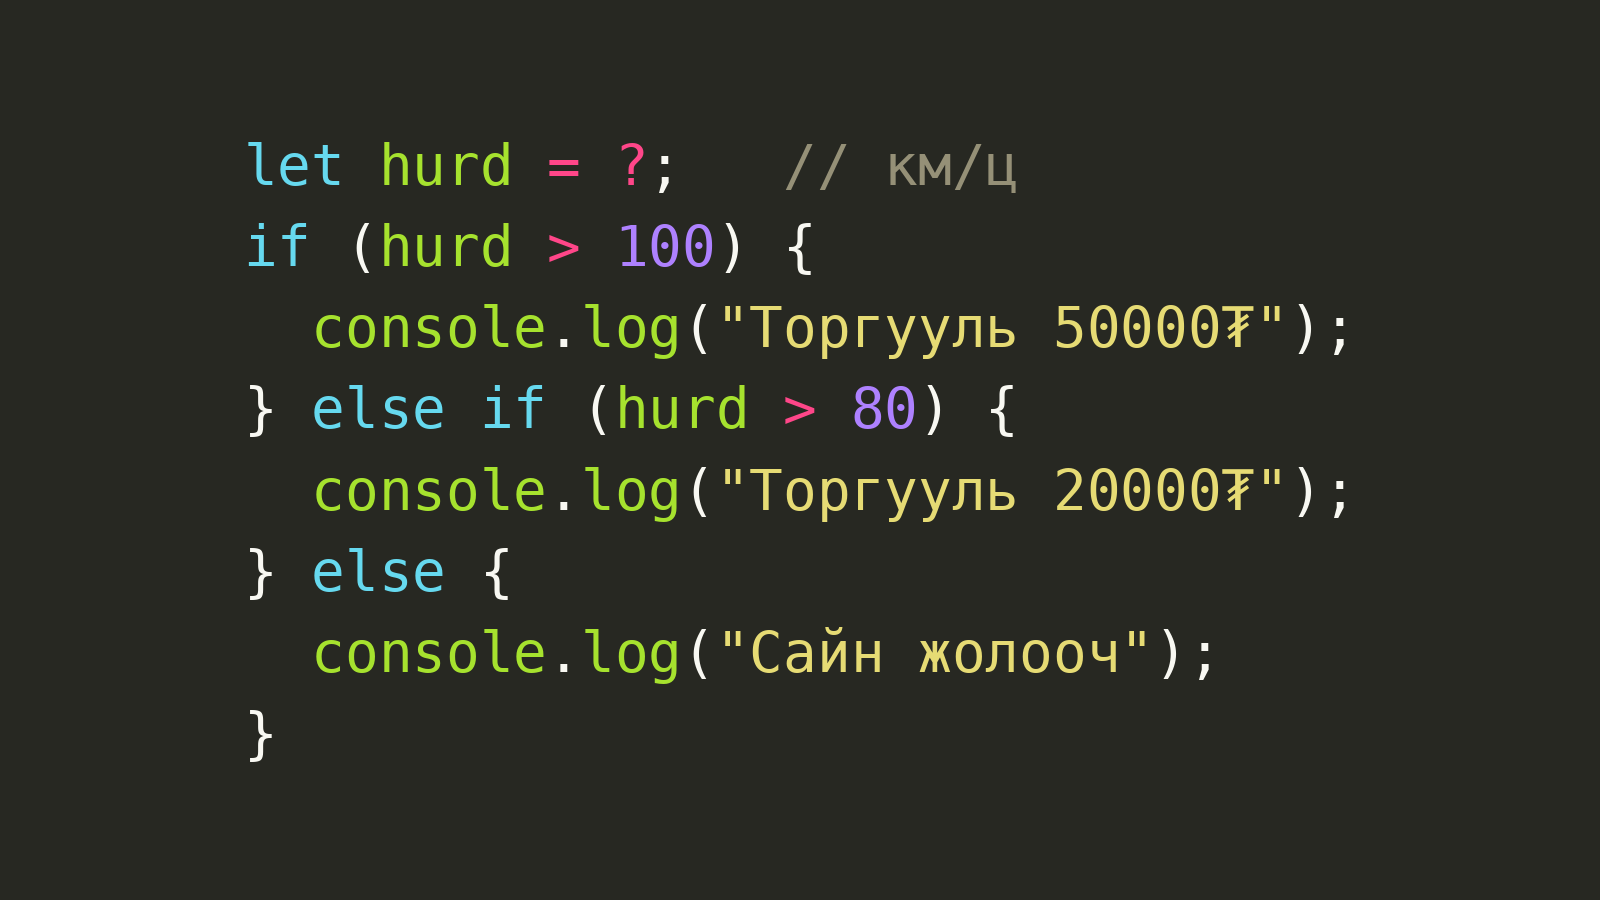 let hurd = ?;   // км/ц
if (hurd > 100) {
  console.log("Торгууль 50000₮");
} else if (hurd > 80) {
  console.log("Торгууль 20000₮");
} else {
  console.log("Сайн жолооч");
}